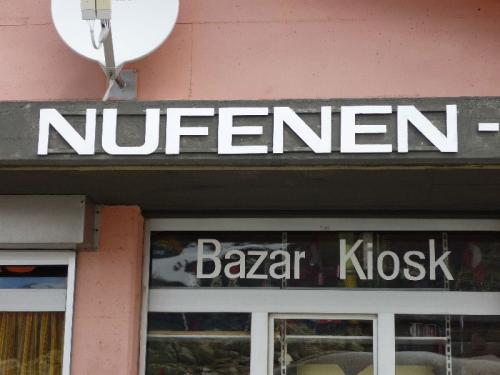 NUFENEN -
Bazar Kiosk